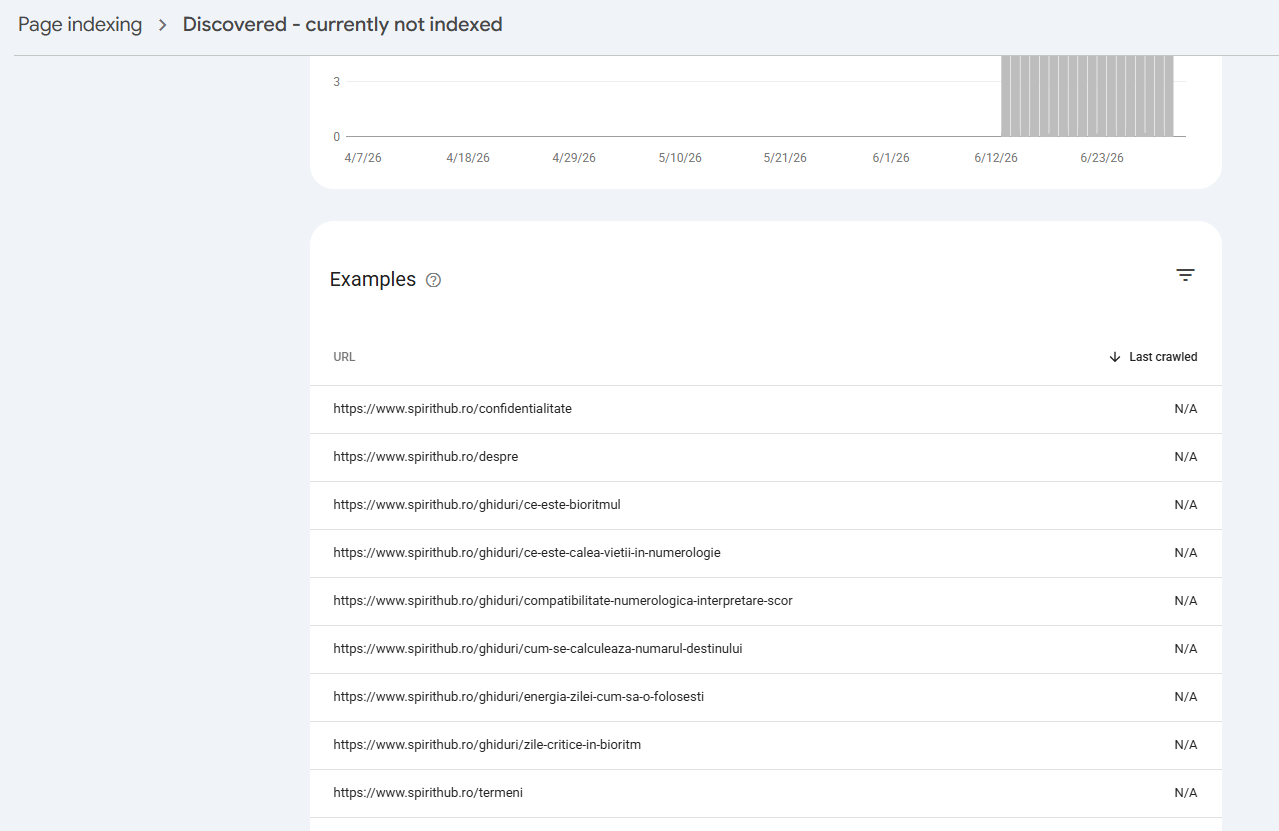 Page indexing > Discovered - currently not indexed
3
0
4/7/26 4/18/26 4/29/26 5/10/26 5/21/26 6/1/26 6/12/26 6/23/26
Examples ?
URL Last crawled
https://www.spirithub.ro/confidentialitate N/A
https://www.spirithub.ro/despre N/A
https://www.spirithub.ro/ghiduri/ce-este-bioritmul N/A
https://www.spirithub.ro/ghiduri/ce-este-calea-vietii-in-numerologie N/A
https://www.spirithub.ro/ghiduri/compatibilitate-numerologica-interpretare-scor N/A
https://www.spirithub.ro/ghiduri/cum-se-calculeaza-numarul-destinului N/A
https://www.spirithub.ro/ghiduri/energia-zilei-cum-sa-o-folosesti N/A
https://www.spirithub.ro/ghiduri/zile-critice-in-bioritm N/A
https://www.spirithub.ro/termeni N/A